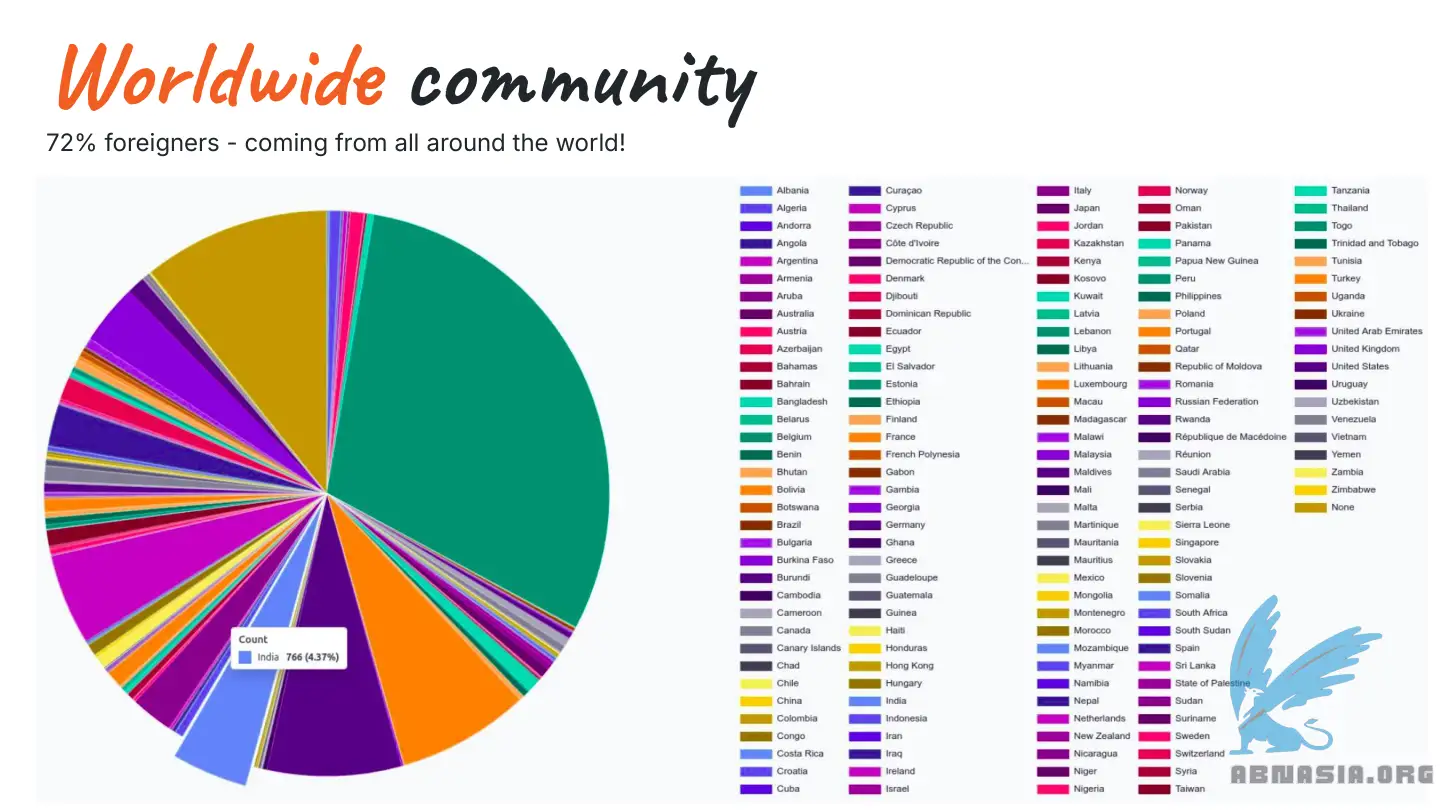 Worldwide community
72% foreigners - coming from all around the world!
Count
India 766 (4.37%)
Albania
Algeria
Andorra
Angola
Argentina
Armenia
Aruba
Australia
Austria
Azerbaijan
Bahamas
Bahrain
Bangladesh
Belarus
Belgium
Benin
Bhutan
Bolivia
Botswana
Brazil
Bulgaria
Burkina Faso
Burundi
Cambodia
Cameroon
Canada
Canary Islands
Chad
Chile
China
Colombia
Congo
Costa Rica
Croatia
Cuba
Curaçao
Cyprus
Czech Republic
Côte d'Ivoire
Democratic Republic of the Con...
Denmark
Djibouti
Dominican Republic
Ecuador
Egypt
El Salvador
Estonia
Ethiopia
Finland
France
French Polynesia
Gabon
Gambia
Georgia
Germany
Ghana
Greece
Guadeloupe
Guatemala
Guinea
Haiti
Honduras
Hong Kong
Hungary
India
Indonesia
Iran
Iraq
Ireland
Israel
Italy
Japan
Jordan
Kazakhstan
Kenya
Kosovo
Kuwait
Latvia
Lebanon
Libya
Lithuania
Luxembourg
Macau
Madagascar
Malawi
Malaysia
Maldives
Mali
Malta
Martinique
Mauritania
Mauritius
Mexico
Mongolia
Montenegro
Morocco
Mozambique
Myanmar
Namibia
Nepal
Netherlands
New Zealand
Nicaragua
Niger
Nigeria
Norway
Oman
Pakistan
Panama
Papua New Guinea
Peru
Philippines
Poland
Portugal
Qatar
Republic of Moldova
Romania
Russian Federation
Rwanda
République de Macédoine
Réunion
Saudi Arabia
Senegal
Serbia
Sierra Leone
Singapore
Slovakia
Slovenia
Somalia
South Africa
South Sudan
Spain
Sri Lanka
State of Palestine
Sudan
Suriname
Sweden
Switzerland
Syria
Taiwan
Tanzania
Thailand
Togo
Trinidad and Tobago
Tunisia
Turkey
Uganda
Ukraine
United Arab Emirates
United Kingdom
United States
Uruguay
Uzbekistan
Venezuela
Vietnam
Yemen
Zambia
Zimbabwe
None
ABNASIA.ORG